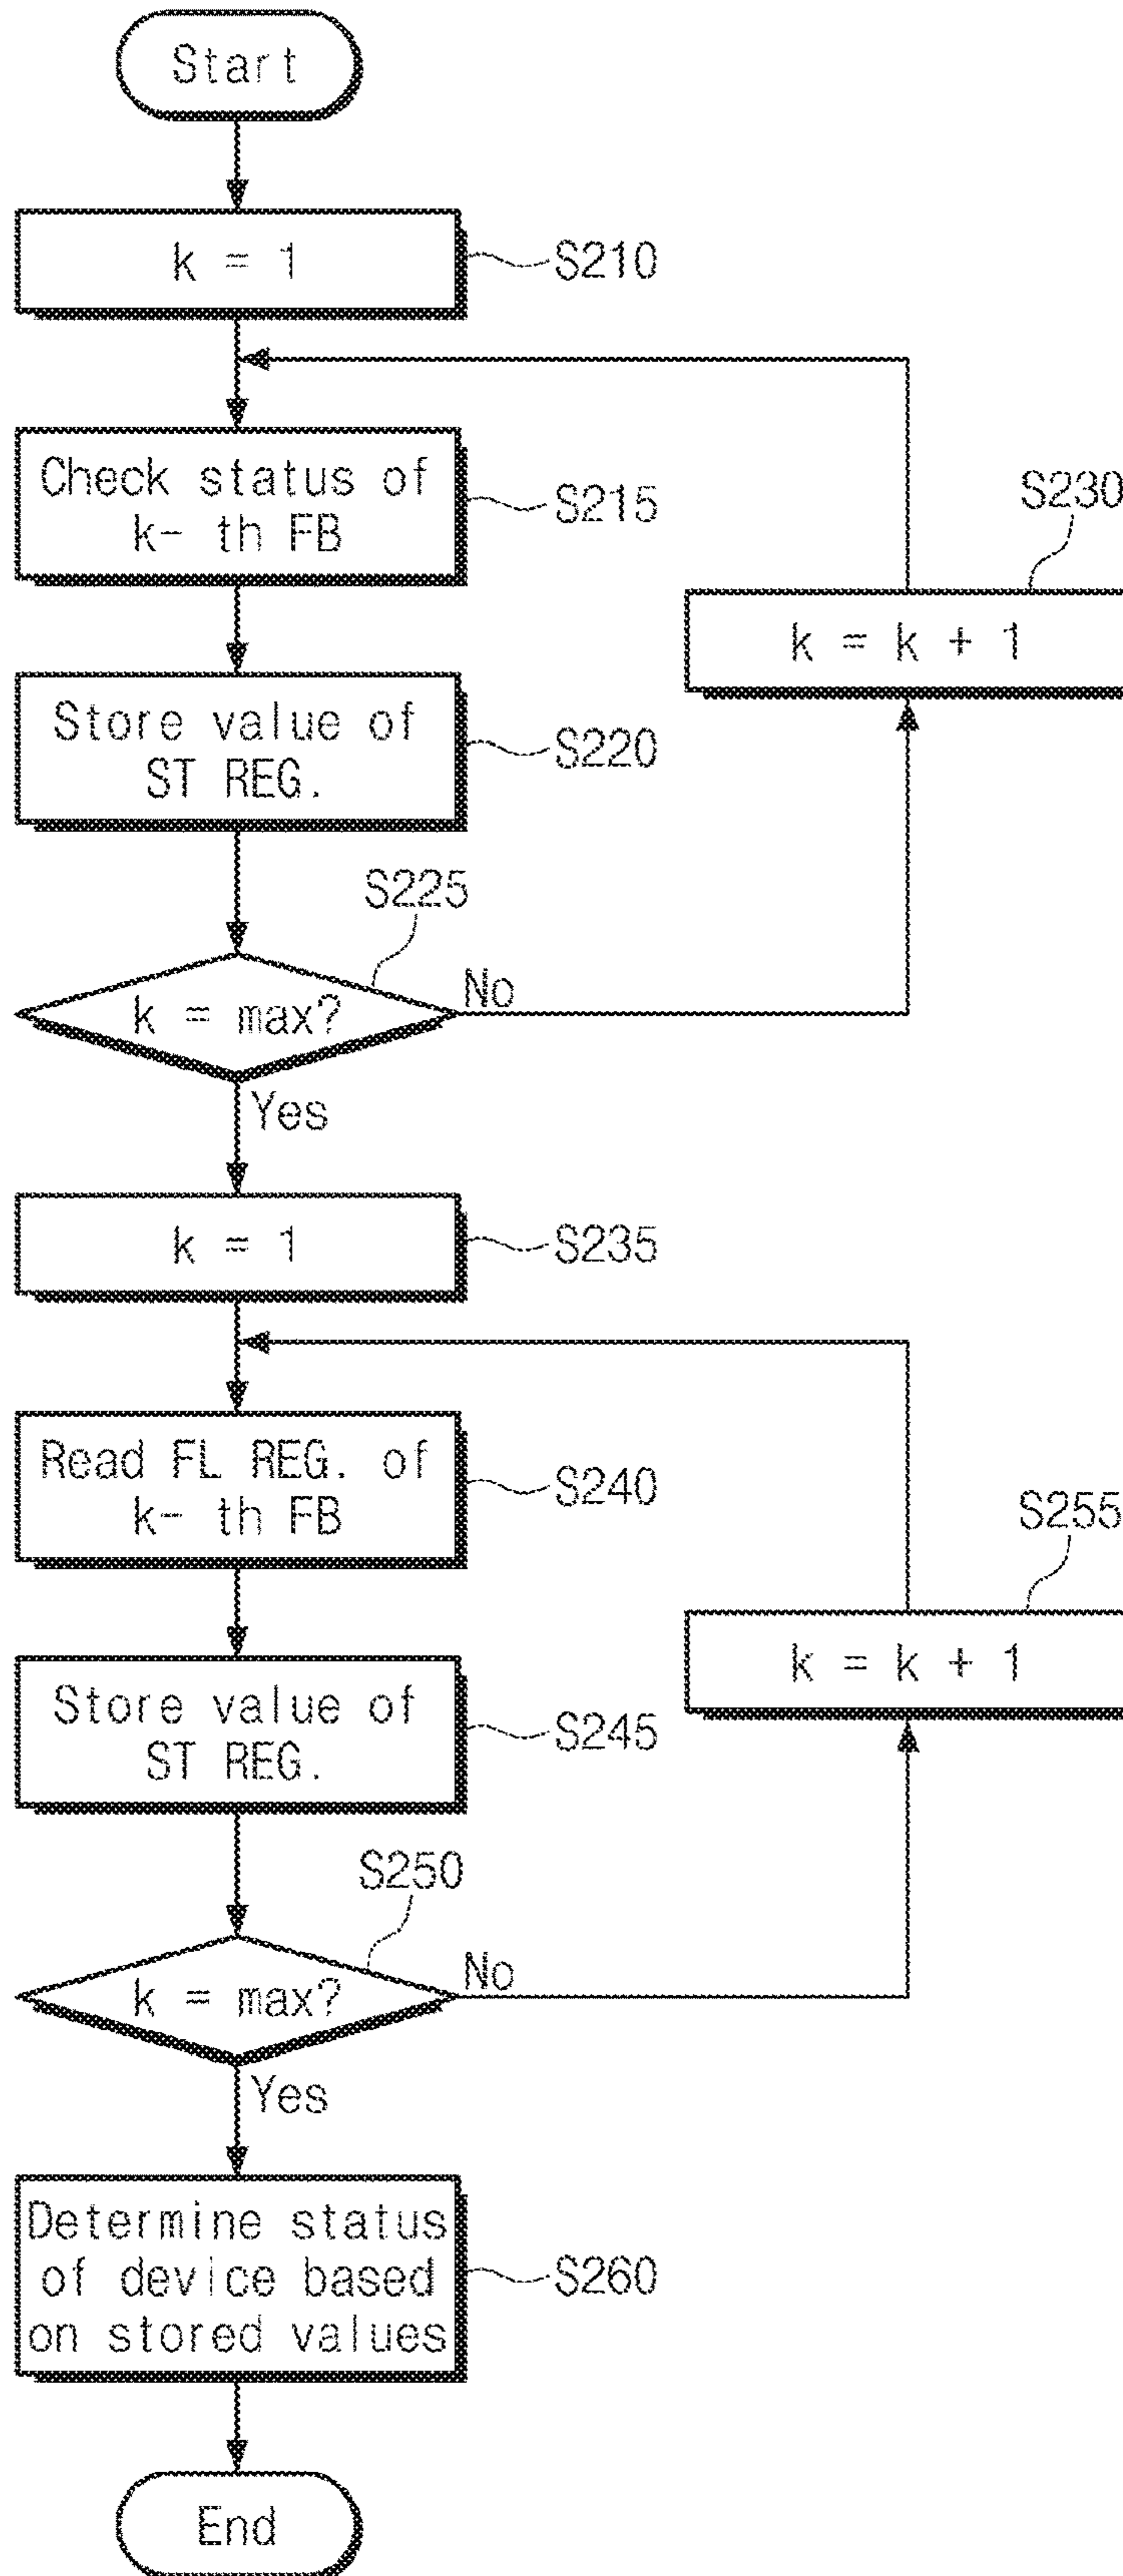 Start
k = 1
S210
Check status of
k- th FB
S215
S230
k = k + 1
Store value of
ST REG.
S220
S225
k = max?
No
Yes
k = 1
S235
Read FL REG. of
k- th FB
S240
S255
k = k + 1
Store value of
ST REG.
S245
S250
k = max?
No
Yes
Determine status
of device based
on stored values
S260
End